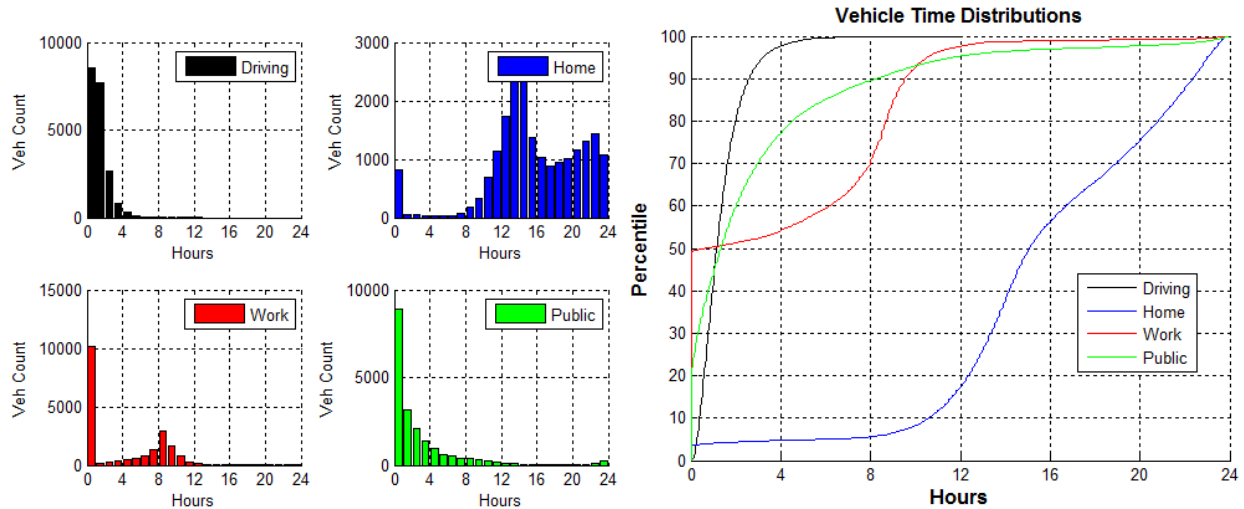 10000
5000
0
Veh Count
Driving
0 4 8 12 16 20 24
Hours
3000
2000
1000
0
Veh Count
Home
0 4 8 12 16 20 24
Hours
15000
10000
5000
0
Veh Count
Work
0 4 8 12 16 20 24
Hours
10000
5000
0
Veh Count
Public
0 4 8 12 16 20 24
Hours
Vehicle Time Distributions
100
90
80
70
60
50
40
30
20
10
0
Percentile
Driving
Home
Work
Public
0 4 8 12 16 20 24
Hours